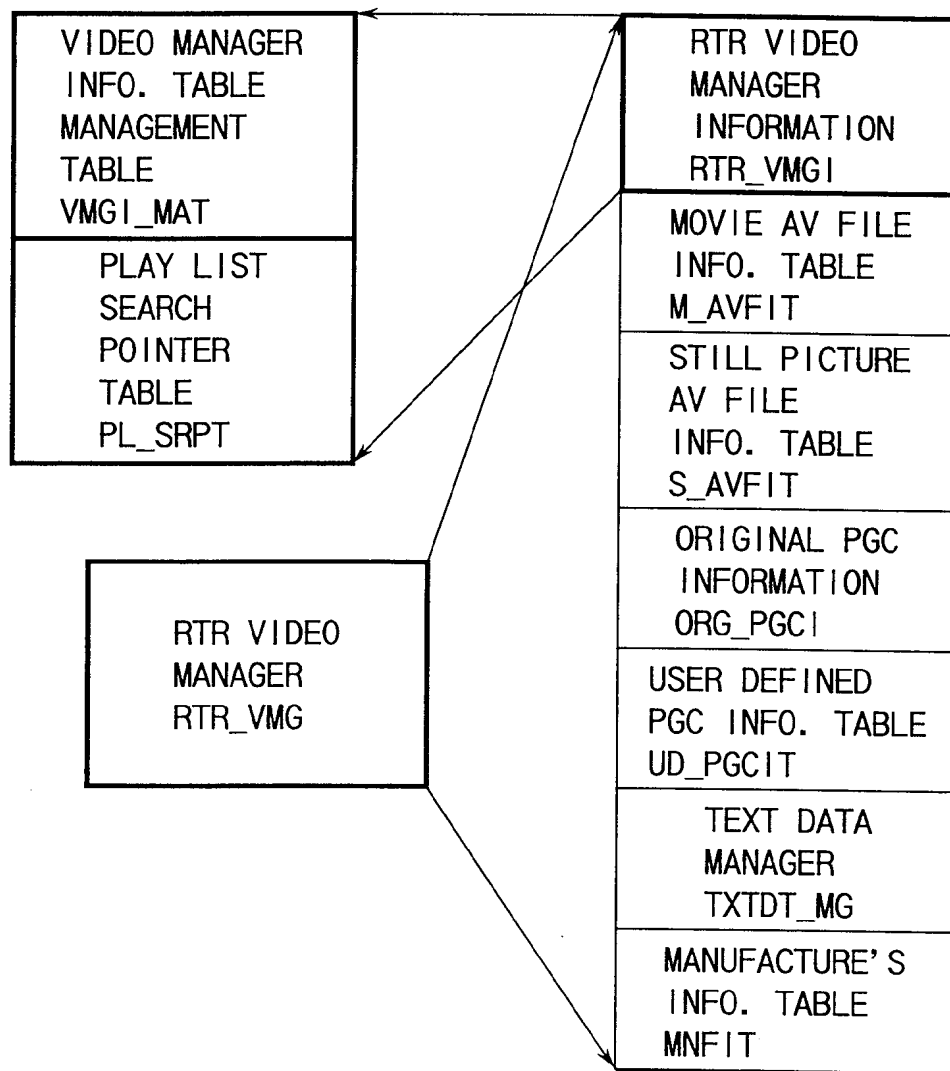 VIDEO MANAGER
INFO. TABLE
MANAGEMENT
TABLE
VMGI_MAT
PLAY LIST
SEARCH
POINTER
TABLE
PL_SRPT
RTR VIDEO
MANAGER
RTR_VMG
RTR VIDEO
MANAGER
INFORMATION
RTR_VMGI
MOVIE AV FILE
INFO. TABLE
M_AVFIT
STILL PICTURE
AV FILE
INFO. TABLE
S_AVFIT
ORIGINAL PGC
INFORMATION
ORG_PGCI
USER DEFINED
PGC INFO. TABLE
UD_PGCIT
TEXT DATA
MANAGER
TXTDT_MG
MANUFACTURE'S
INFO. TABLE
MNFIT